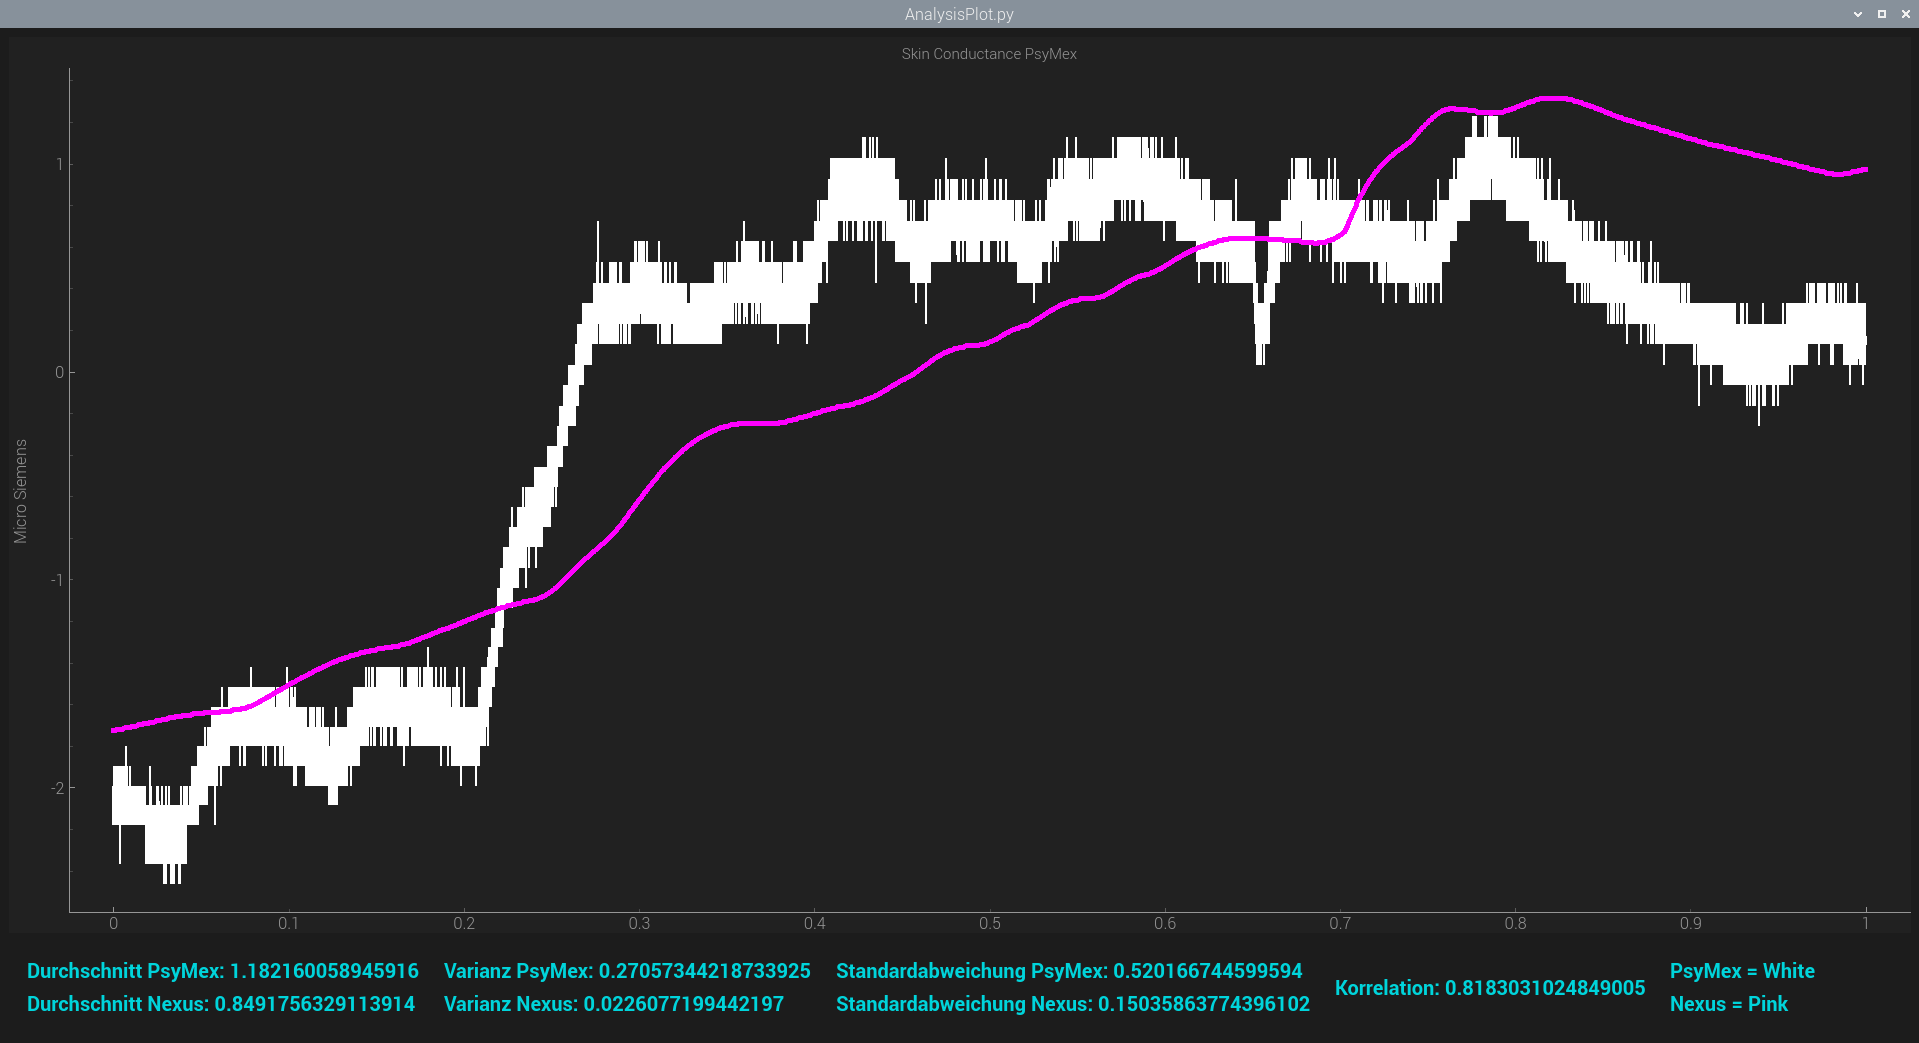 AnalysisPlot.py
Skin Conductance PsyMex
Micro Siemens
1
0
-1
-2
0 0.1 0.2 0.3 0.4 0.5 0.6 0.7 0.8 0.9 1
Durchschnitt PsyMex: 1.182160058945916 Varianz PsyMex: 0.27057344218733925 Standardabweichung PsyMex: 0.520166744599594 PsyMex = White
Korrelation: 0.8183031024849005
Durchschnitt Nexus: 0.8491756329113914 Varianz Nexus: 0.0226077199442197 Standardabweichung Nexus: 0.15035863774396102 Nexus = Pink